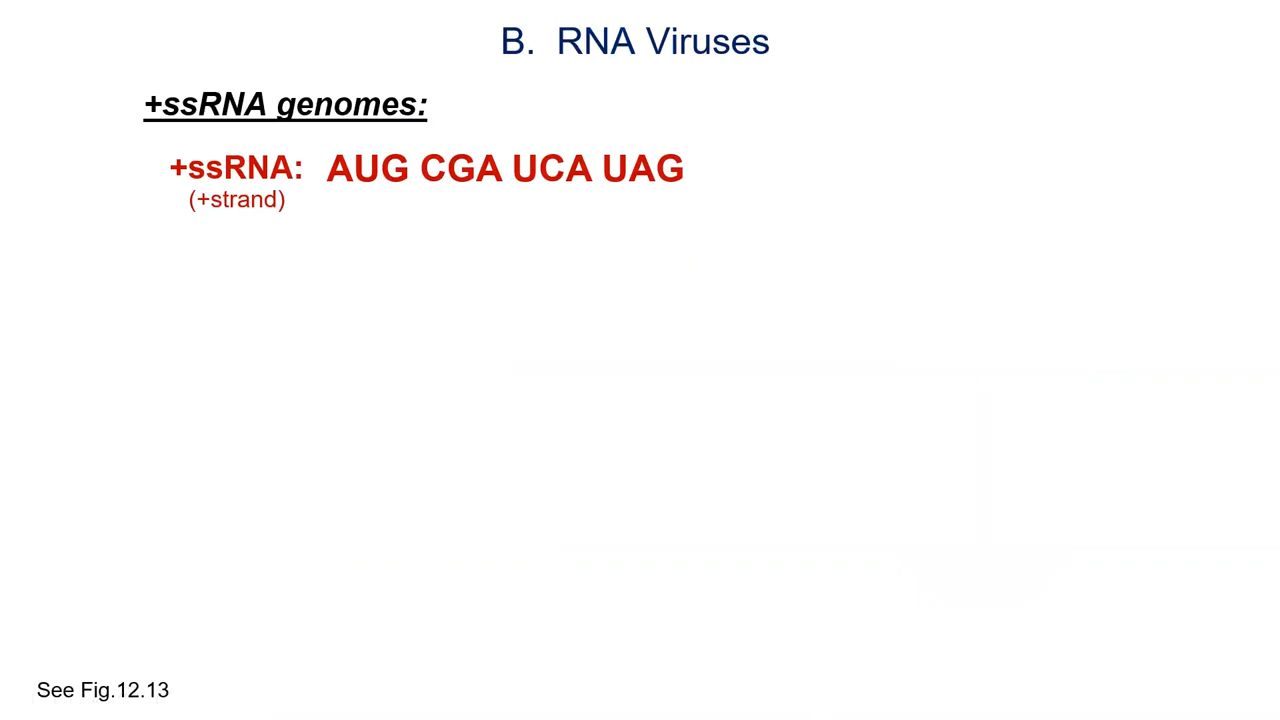 B.  RNA Viruses
+ssRNA genomes:
+ssRNA: AUG CGA UCA UAG
(+strand)
See Fig.12.13